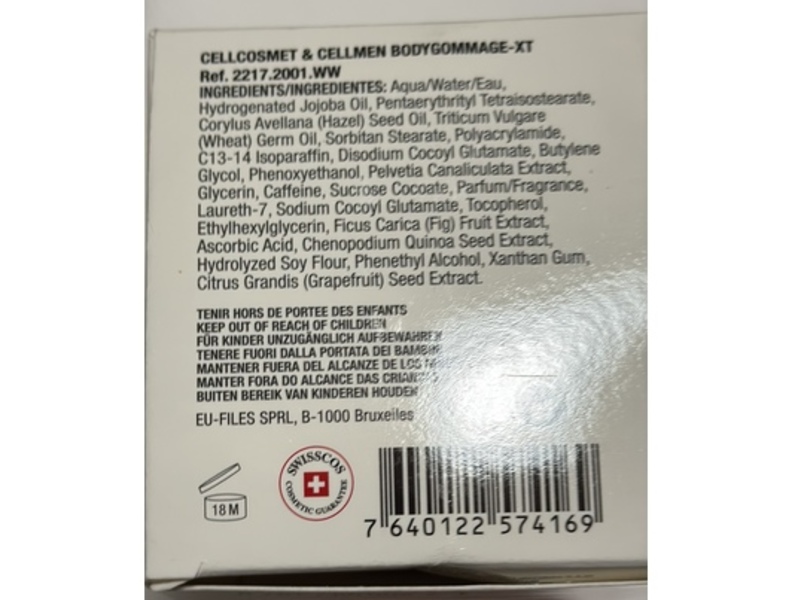 CELLCOSMET & CELLMEN BODYGOMMAGE-XT
Ref. 2217.2001.WW
INGREDIENTS/INGREDIENTES: Aqua/Water/Eau,
Hydrogenated Jojoba Oil, Pentaerythrityl Tetraisostearate,
Corylus Avellana (Hazel) Seed Oil, Triticum Vulgare
(Wheat) Germ Oil, Sorbitan Stearate, Polyacrylamide,
C13-14 Isoparaffin, Disodium Cocoyl Glutamate, Butylene
Glycol, Phenoxyethanol, Pelvetia Canaliculata Extract,
Glycerin, Caffeine, Sucrose Cocoate, Parfum/Fragrance,
Laureth-7, Sodium Cocoyl Glutamate, Tocopherol,
Ethylhexylglycerin, Ficus Carica (Fig) Fruit Extract,
Ascorbic Acid, Chenopodium Quinoa Seed Extract,
Hydrolyzed Soy Flour, Phenethyl Alcohol, Xanthan Gum,
Citrus Grandis (Grapefruit) Seed Extract.
TENIR HORS DE PORTEE DES ENFANTS
KEEP OUT OF REACH OF CHILDREN
FÜR KINDER UNZUGÄNGLICH AUFBEWAHREN
TENERE FUORI DALLA PORTATA DEI BAMBINI
MANTENER FUERA DEL ALCANZE DE LOS
MANTER FORA DO ALCANCE DAS CRIANÇAS
BUITEN BEREIK VAN KINDEREN HOUDEN
EU-FILES SPRL, B-1000 Bruxelles
18 M
SWISSCOS
COSMETIC GUARANTEE
7 640122 574169